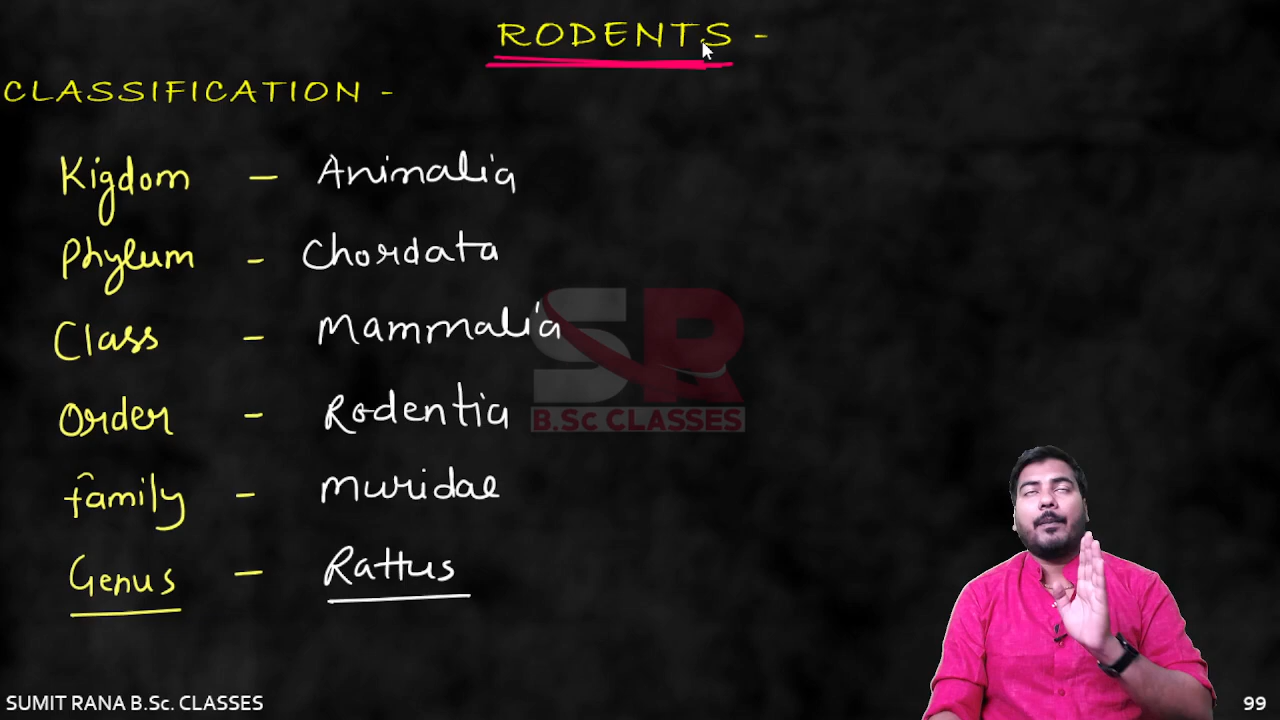 RODENTS -
CLASSIFICATION -
Kigdom - Animalia
Phylum - Chordata
Class - Mammalia
Order - Rodentia
family - Muridae
Genus - Rattus
SR
B.Sc CLASSES
SUMIT RANA B.Sc. CLASSES
99